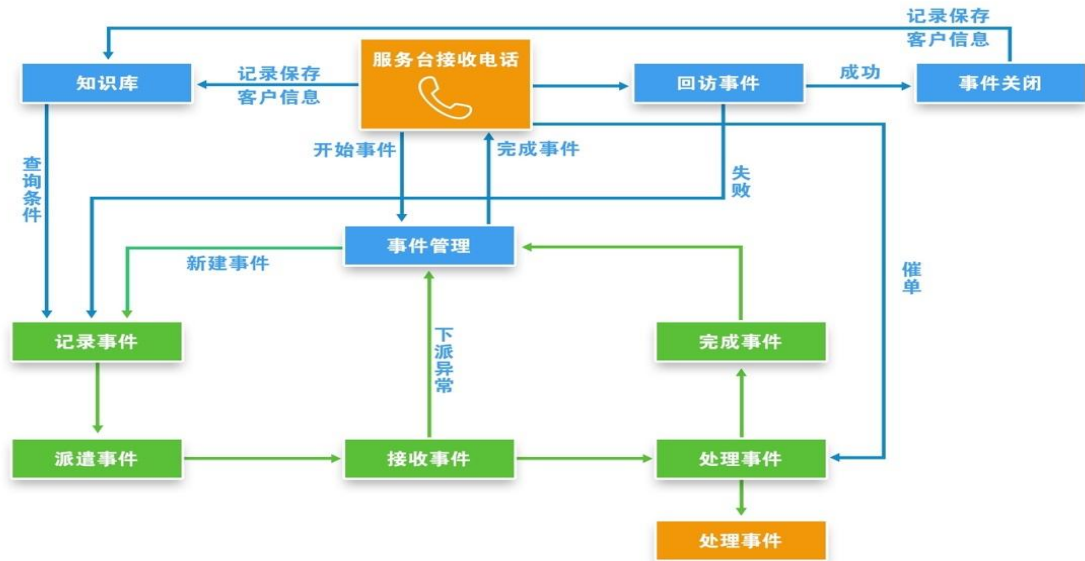 记录保存
客户信息
服务台接收电话
知识库
记录保存
客户信息
回访事件
成功
事件关闭
开始事件
完成事件
查询条件
失败
事件管理
新建事件
催单
记录事件
下派异常
完成事件
派遣事件
接收事件
处理事件
处理事件